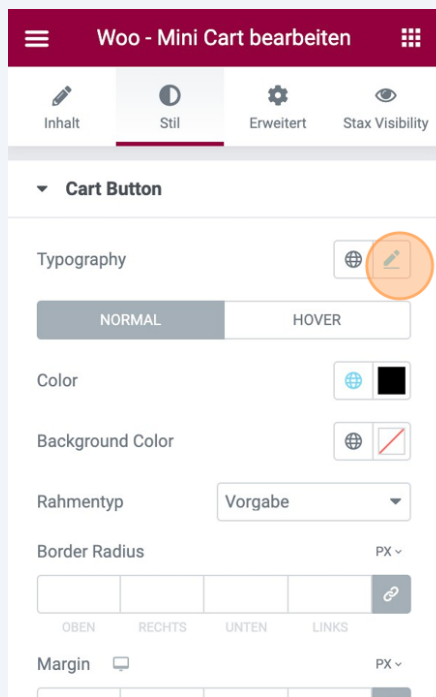 Woo - Mini Cart bearbeiten
Inhalt Stil Erweitert Stax Visibility
Cart Button
Typography
NORMAL HOVER
Color
Background Color
Rahmentyp Vorgabe
Border Radius PX
OBEN RECHTS UNTEN LINKS
Margin PX